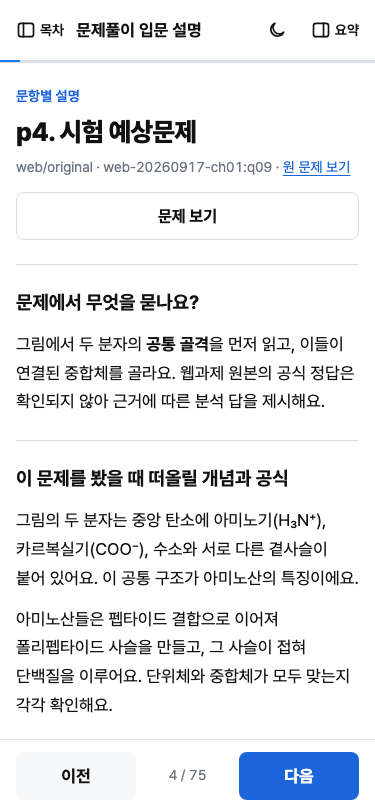 목차 문제풀이 입문 설명 요약
문항별 설명
p4. 시험 예상문제
web/original · web-20260917-ch01:q09 · 원 문제 보기
문제 보기
문제에서 무엇을 묻나요?
그림에서 두 분자의 공통 골격을 먼저 읽고, 이들이
연결된 중합체를 골라요. 웹과제 원본의 공식 정답은
확인되지 않아 근거에 따른 분석 답을 제시해요.
이 문제를 봤을 때 떠올릴 개념과 공식
그림의 두 분자는 중앙 탄소에 아미노기(H₃N⁺),
카르복실기(COO⁻), 수소와 서로 다른 곁사슬이
붙어 있어요. 이 공통 구조가 아미노산의 특징이에요.
아미노산들은 펩타이드 결합으로 이어져
폴리펩타이드 사슬을 만들고, 그 사슬이 접혀
단백질을 이루어요. 단위체와 중합체가 모두 맞는지
각각 확인해요.
이전 4 / 75 다음